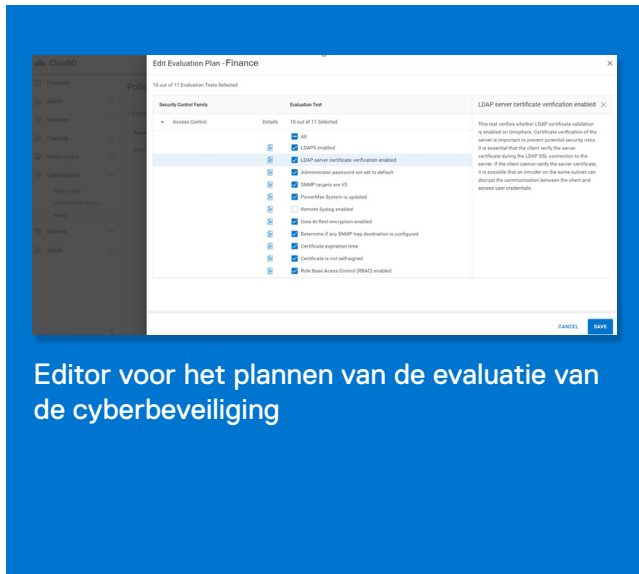 CloudIQ
Edit Evaluation Plan - Finance
10 out of 11 Evaluation Tests Selected
Security Control Family
Evaluation Test
Access Control
Details
10 out of 11 Selected
All
LDAPS enabled
LDAP server certificate verification enabled
Administrator password not set to default
SNMP targets are V3
PowerMax System is updated
Remote Syslog enabled
Data At Rest encryption enabled
Determine if any SNMP trap destination is configured
Certificate expiration time
Certificate is not self-signed
Role Base Acess Control (RBAC) enabled
LDAP server certificate verification enabled
This test verifies whether LDAP certificate validation
is enabled on Unisphere. Certificate verification of the
server is important to prevent potential security risks.
It is essential that the client verify the server
certificate during the LDAP SSL connection to the
server. If the client cannot verify the server certificate,
it is possible that an intruder on the same subnet can
decrypt the communication between the client and
access user credentials.
CANCEL
SAVE
Editor voor het plannen van de evaluatie van
de cyberbeveiliging